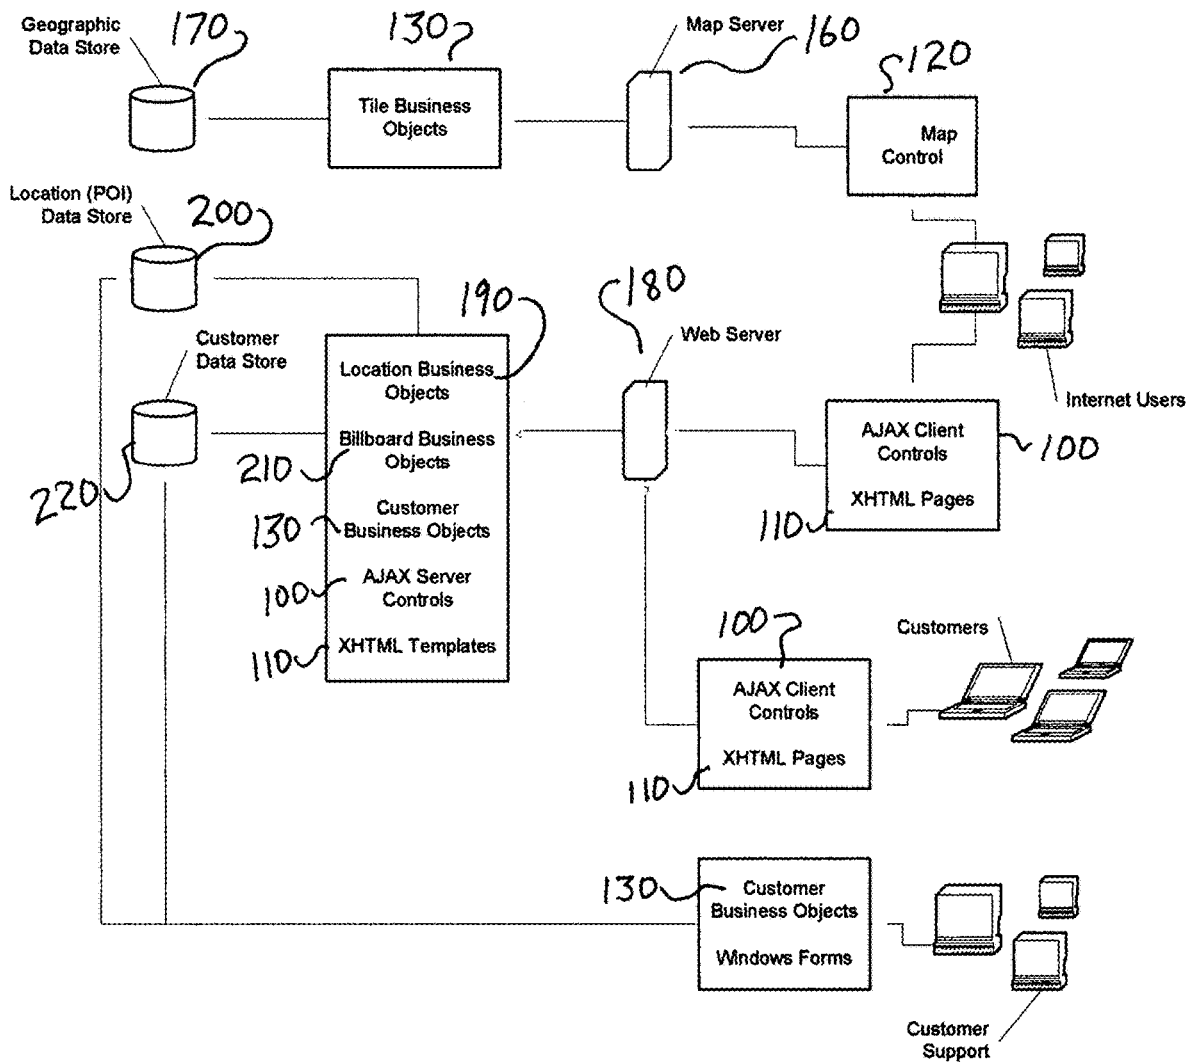 Geographic
Data Store
170
130
Map Server
160
120
Tile Business
Objects
Map
Control
Location (POI)
Data Store
200
190
180
Customer
Data Store
Web Server
Location Business
Objects
Internet Users
Billboard Business
Objects
210
220
AJAX Client
Controls
100
XHTML Pages
110
Customer
Business Objects
130
AJAX Server
Controls
100
XHTML Templates
110
100
Customers
AJAX Client
Controls
XHTML Pages
110
130
Customer
Business Objects
Windows Forms
Customer
Support